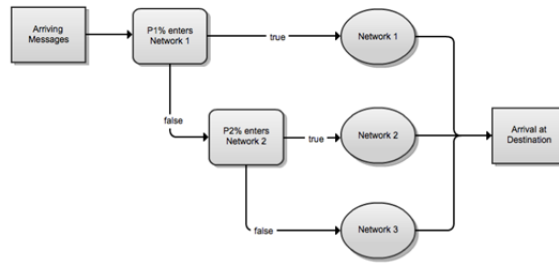 Arriving
Messages
P1% enters
Network 1
true
Network 1
false
P2% enters
Network 2
true
Network 2
Arrival at
Destination
false
Network 3